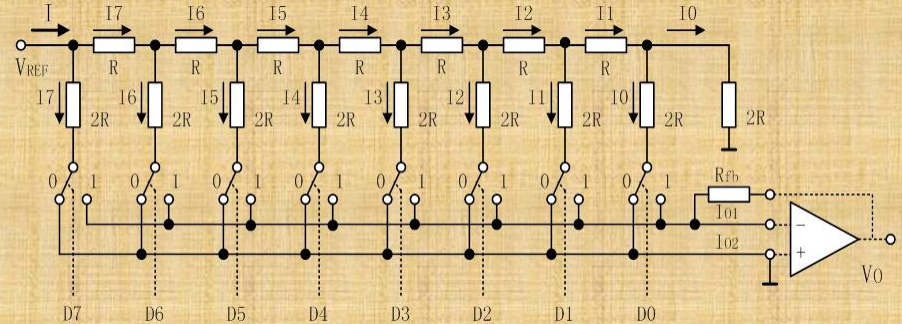 I I7 I6 I5 I4 I3 I2 I1 I0
VREF R R R R R R R
I7 I6 I5 I4 I3 I2 I1 I0
2R 2R 2R 2R 2R 2R 2R 2R 2R
0 1 0 1 0 1 0 1 0 1 0 1 0 1 0 1
Rfb
IO1
−
IO2
+
VO
D7 D6 D5 D4 D3 D2 D1 D0